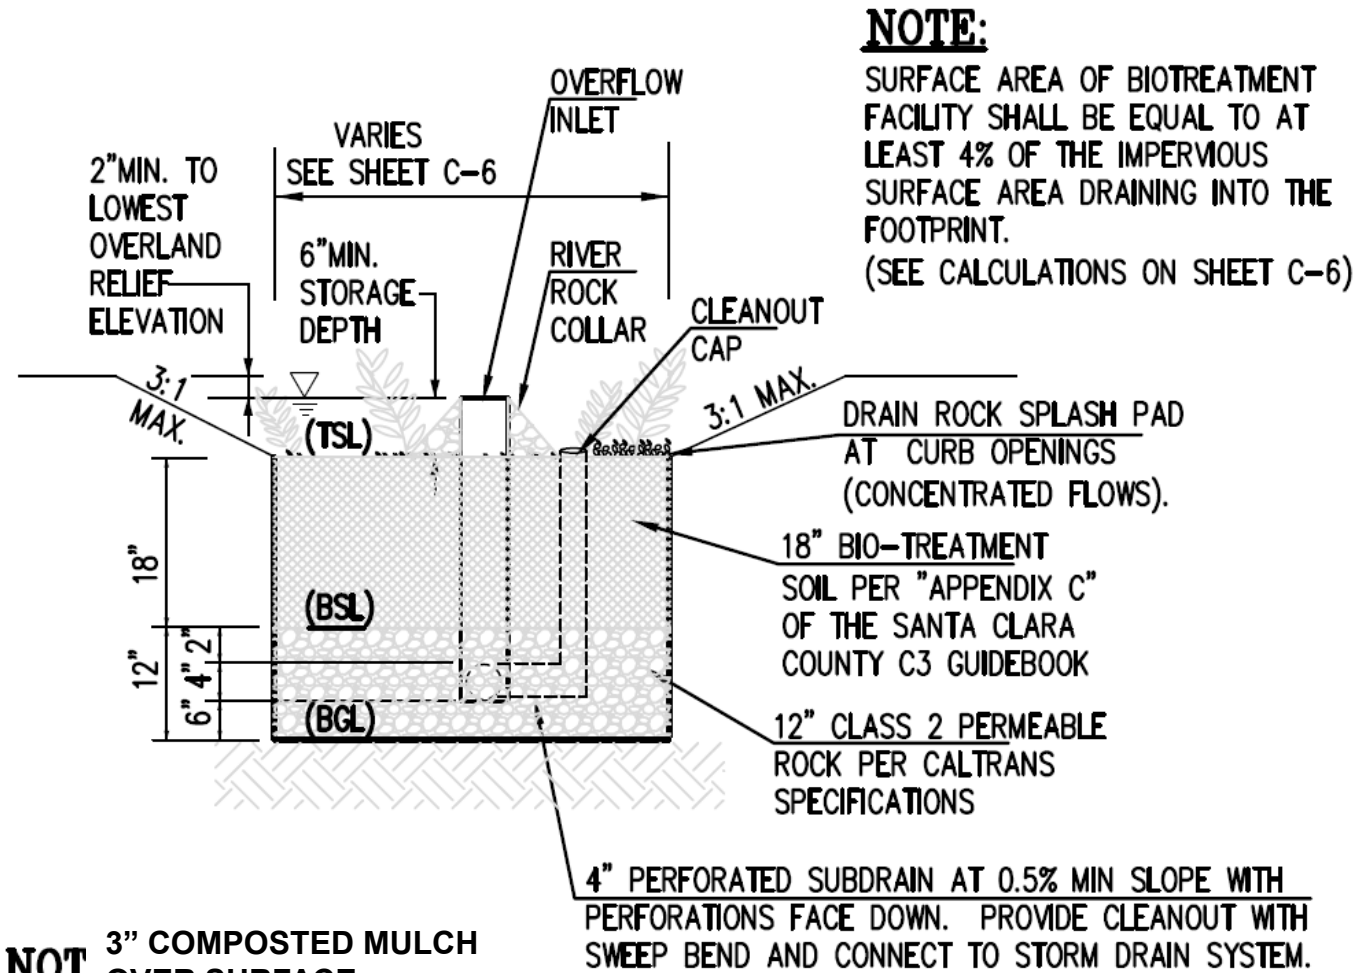 NOTE:
SURFACE AREA OF BIOTREATMENT
FACILITY SHALL BE EQUAL TO AT
LEAST 4% OF THE IMPERVIOUS
SURFACE AREA DRAINING INTO THE
FOOTPRINT.
(SEE CALCULATIONS ON SHEET C-6)
OVERFLOW
INLET
VARIES
SEE SHEET C-6
2"MIN. TO
LOWEST
OVERLAND
RELIEF
ELEVATION
6"MIN.
STORAGE
DEPTH
RIVER
ROCK
COLLAR
CLEANOUT
CAP
3:1
MAX.
3:1 MAX.
(TSL)
DRAIN ROCK SPLASH PAD
AT CURB OPENINGS
(CONCENTRATED FLOWS).
18"
18" BIO-TREATMENT
SOIL PER "APPENDIX C"
OF THE SANTA CLARA
COUNTY C3 GUIDEBOOK
(BSL)
12"
2"
4"
6"
(BGL)
12" CLASS 2 PERMEABLE
ROCK PER CALTRANS
SPECIFICATIONS
4" PERFORATED SUBDRAIN AT 0.5% MIN SLOPE WITH
PERFORATIONS FACE DOWN. PROVIDE CLEANOUT WITH
SWEEP BEND AND CONNECT TO STORM DRAIN SYSTEM.
NOT
3” COMPOSTED MULCH
OVER SURFACE